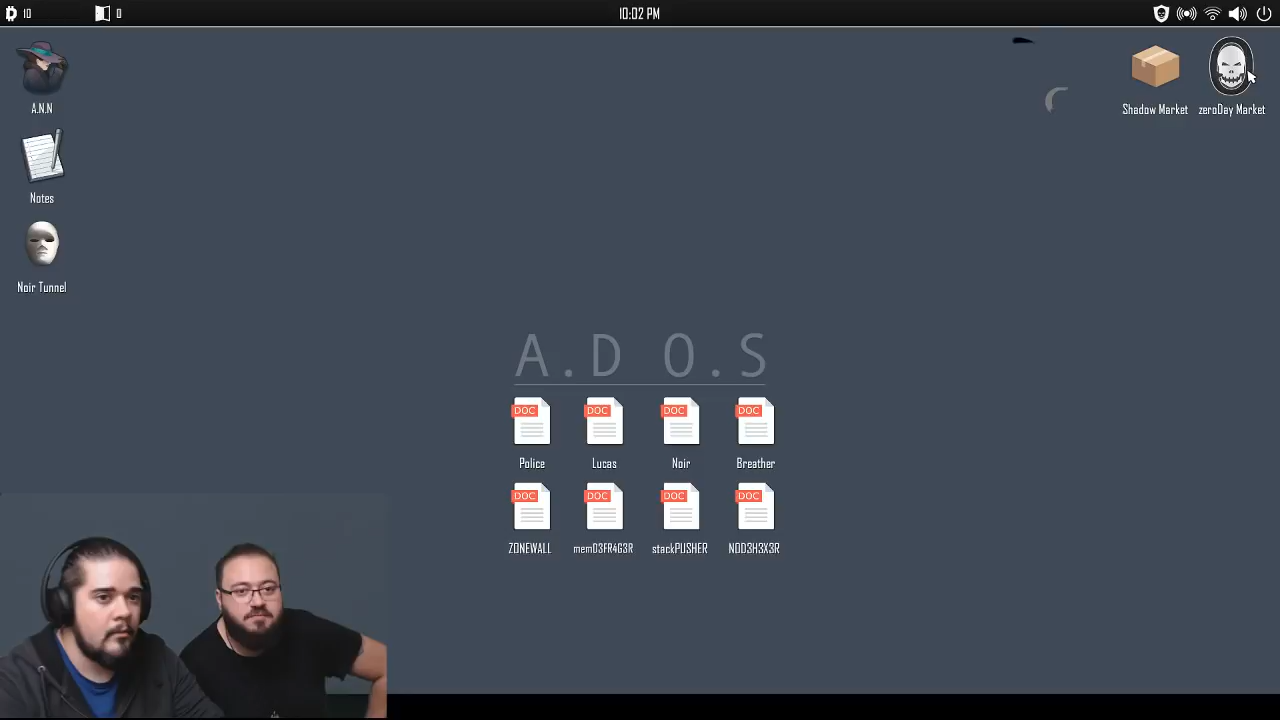 10 0 10:02 PM
A.N.N
Shadow Market zeroDay Market
Notes
Noir Tunnel
A.D O.S
DOC DOC DOC DOC
Police Lucas Noir Breather
DOC DOC DOC DOC
ZONEWALL memD3FR4G3R stackPUSHER N0D3H3X3R